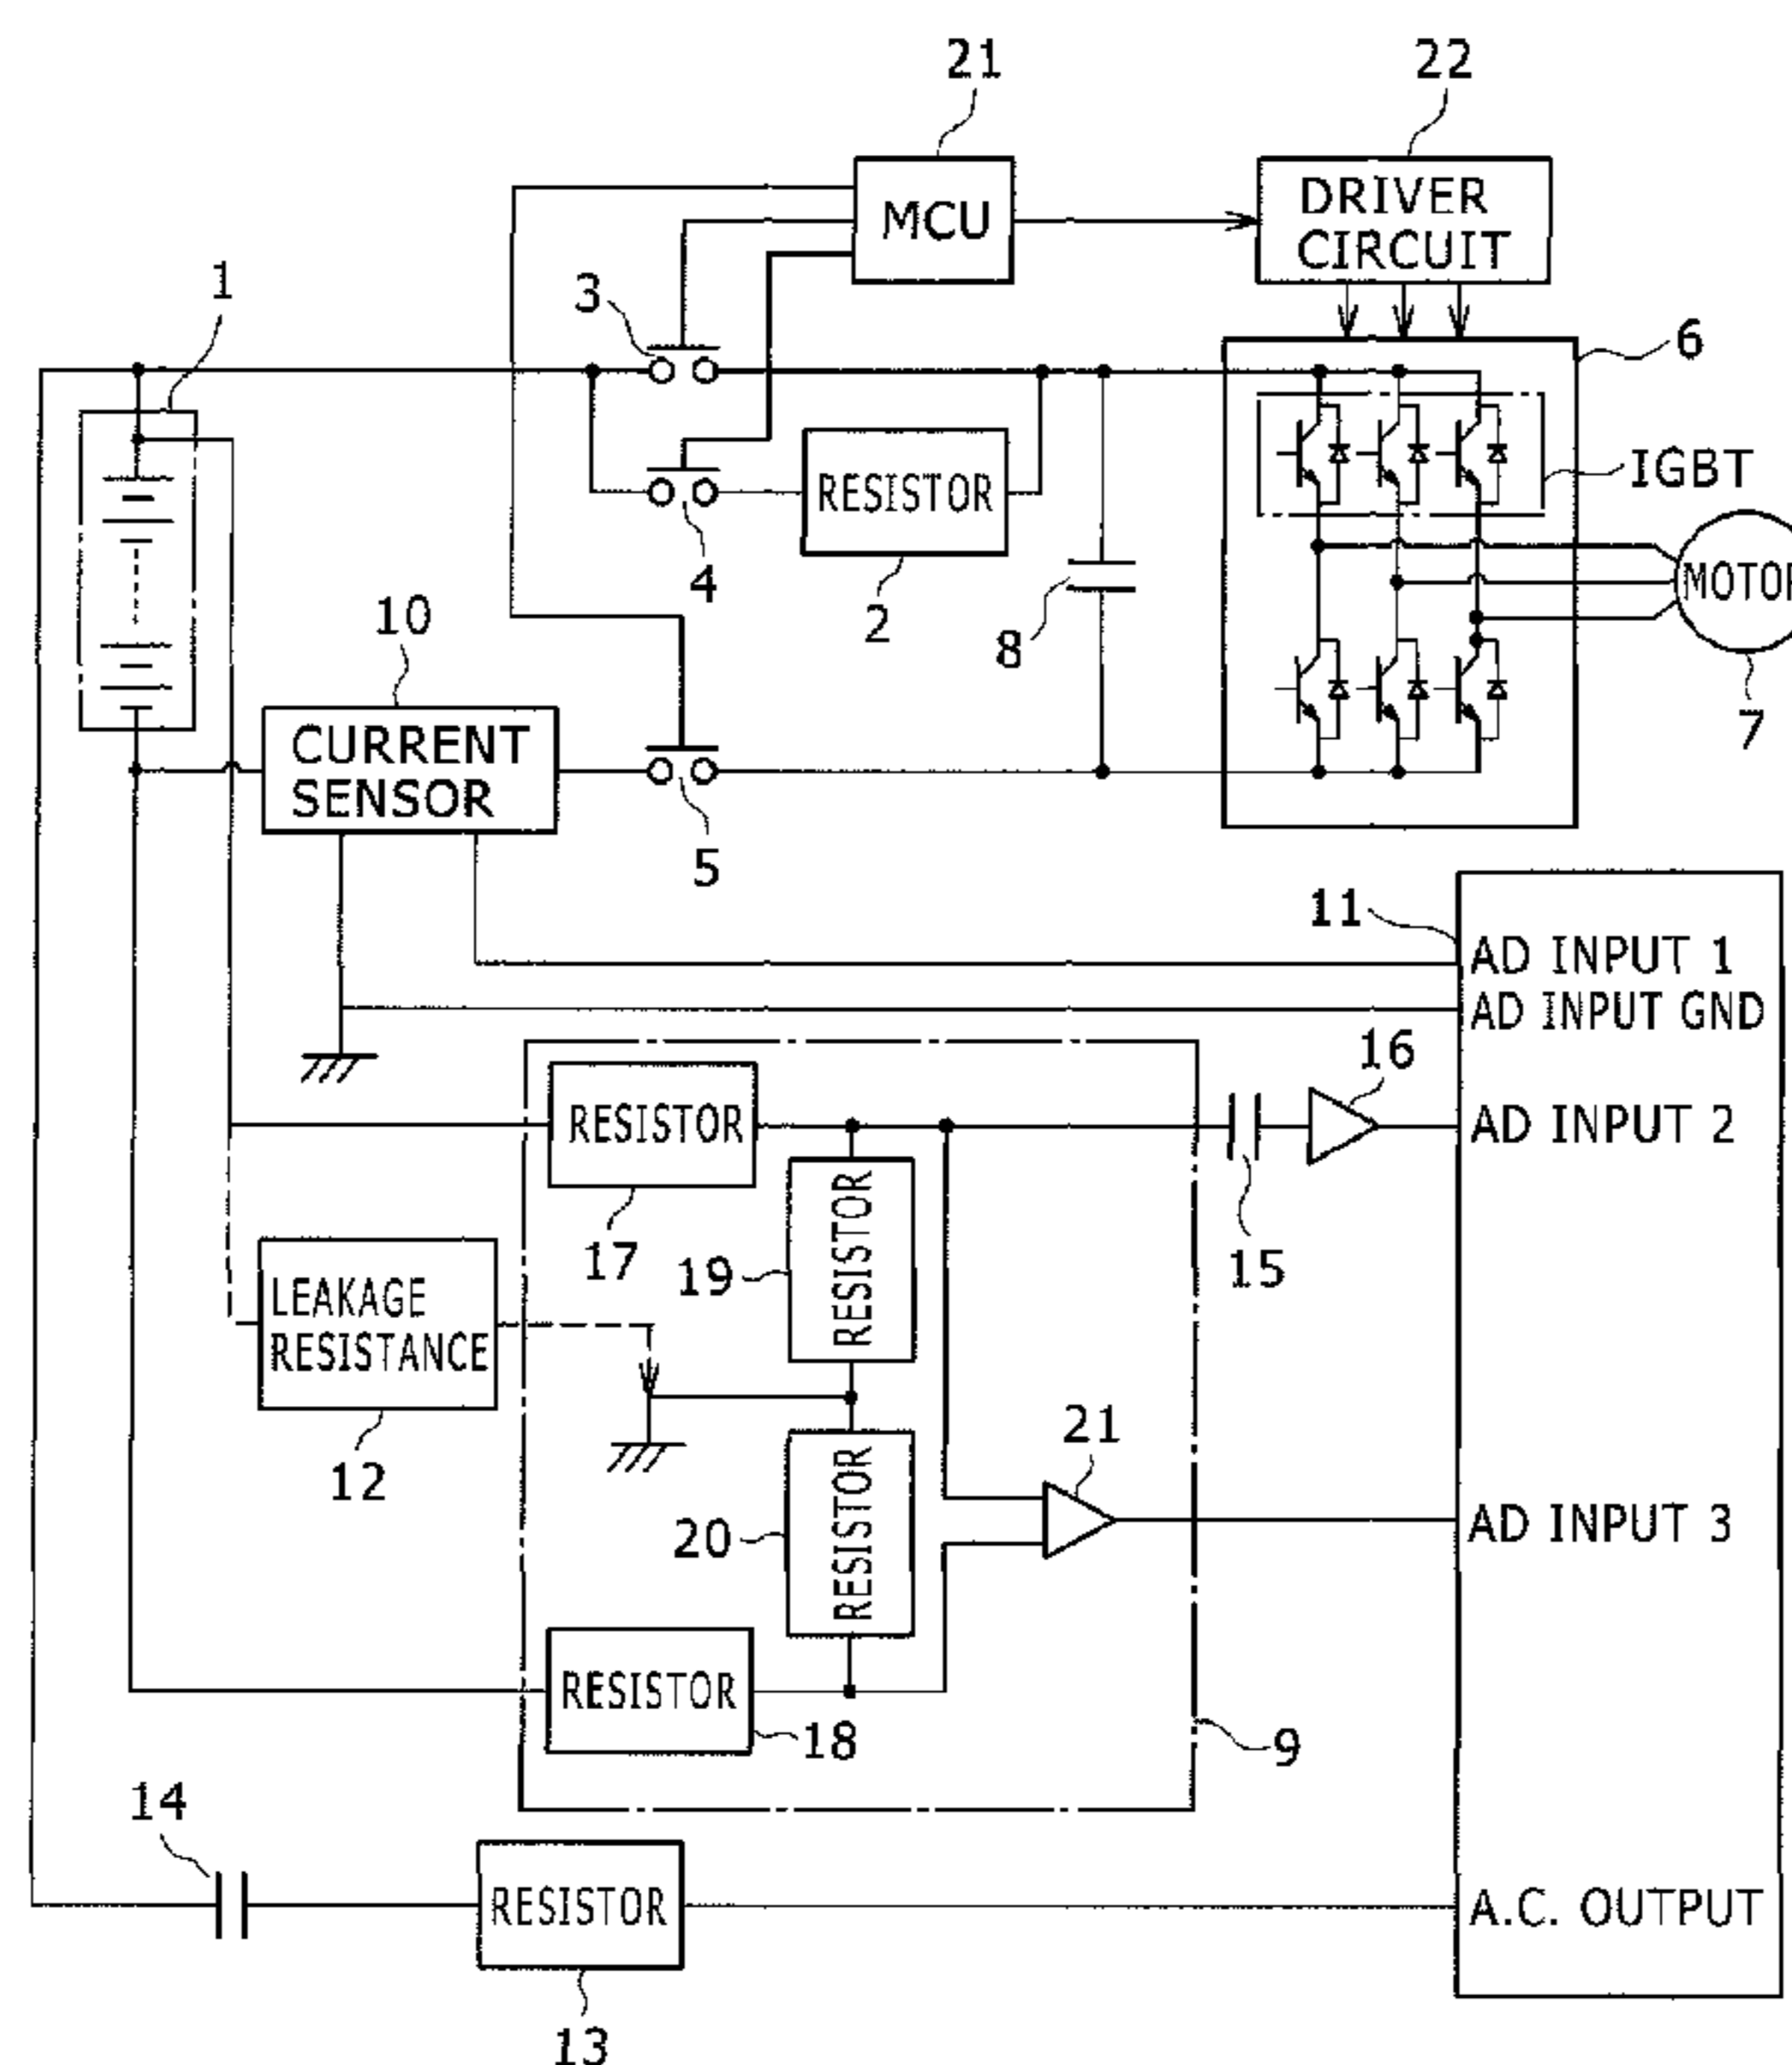 21
22
MCU
DRIVER
CIRCUIT
1
3
6
RESISTOR
IGBT
4
2
8
MOTOR
7
10
CURRENT
SENSOR
5
11
AD INPUT 1
AD INPUT GND
16
RESISTOR
AD INPUT 2
17
19
RESISTOR
15
LEAKAGE
RESISTANCE
12
21
20
RESISTOR
AD INPUT 3
RESISTOR
18
9
14
RESISTOR
A.C. OUTPUT
13